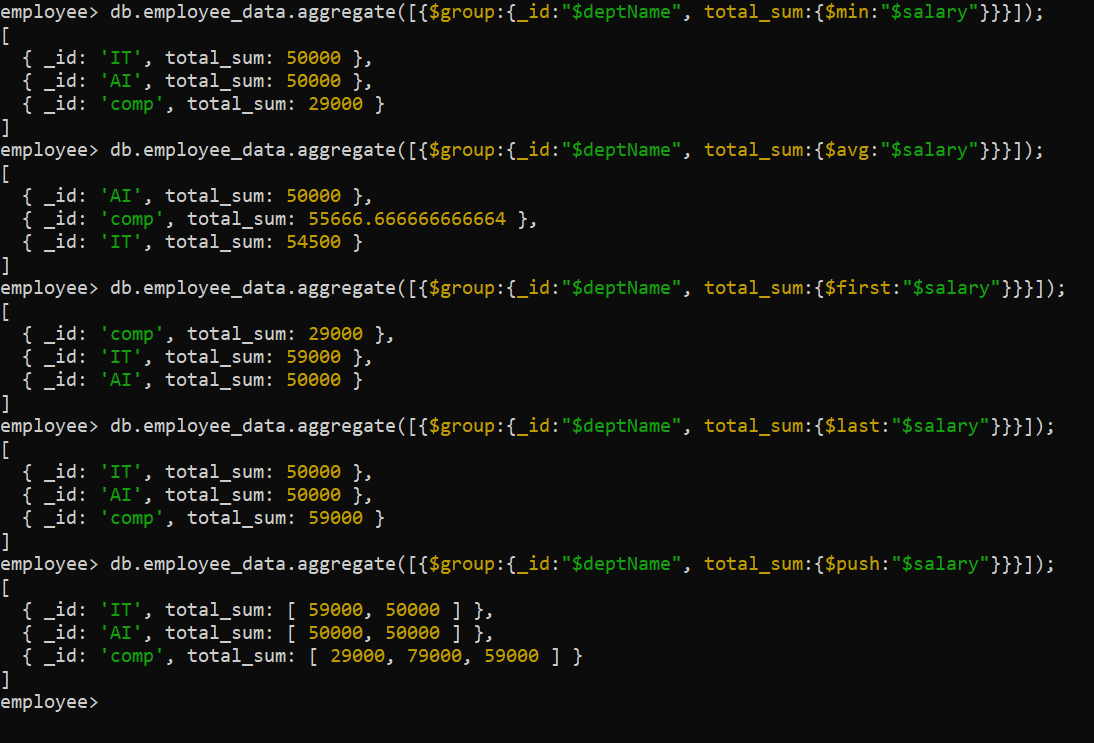 employee> db.employee_data.aggregate([{$group:{_id:"$deptName", total_sum:{$min:"$salary"}}}]);
[
  { _id: 'IT', total_sum: 50000 },
  { _id: 'AI', total_sum: 50000 },
  { _id: 'comp', total_sum: 29000 }
]
employee> db.employee_data.aggregate([{$group:{_id:"$deptName", total_sum:{$avg:"$salary"}}}]);
[
  { _id: 'AI', total_sum: 50000 },
  { _id: 'comp', total_sum: 55666.666666666664 },
  { _id: 'IT', total_sum: 54500 }
]
employee> db.employee_data.aggregate([{$group:{_id:"$deptName", total_sum:{$first:"$salary"}}}]);
[
  { _id: 'comp', total_sum: 29000 },
  { _id: 'IT', total_sum: 59000 },
  { _id: 'AI', total_sum: 50000 }
]
employee> db.employee_data.aggregate([{$group:{_id:"$deptName", total_sum:{$last:"$salary"}}}]);
[
  { _id: 'IT', total_sum: 50000 },
  { _id: 'AI', total_sum: 50000 },
  { _id: 'comp', total_sum: 59000 }
]
employee> db.employee_data.aggregate([{$group:{_id:"$deptName", total_sum:{$push:"$salary"}}}]);
[
  { _id: 'IT', total_sum: [ 59000, 50000 ] },
  { _id: 'AI', total_sum: [ 50000, 50000 ] },
  { _id: 'comp', total_sum: [ 29000, 79000, 59000 ] }
]
employee>